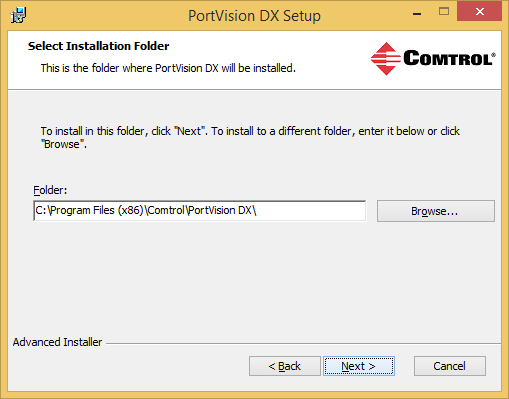 PortVision DX Setup
Select Installation Folder
This is the folder where PortVision DX will be installed.
COMTROL®
To install in this folder, click "Next". To install to a different folder, enter it below or click
"Browse".
Folder:
C:\Program Files (x86)\Comtrol\PortVision DX\
Browse...
Advanced Installer
< Back
Next >
Cancel